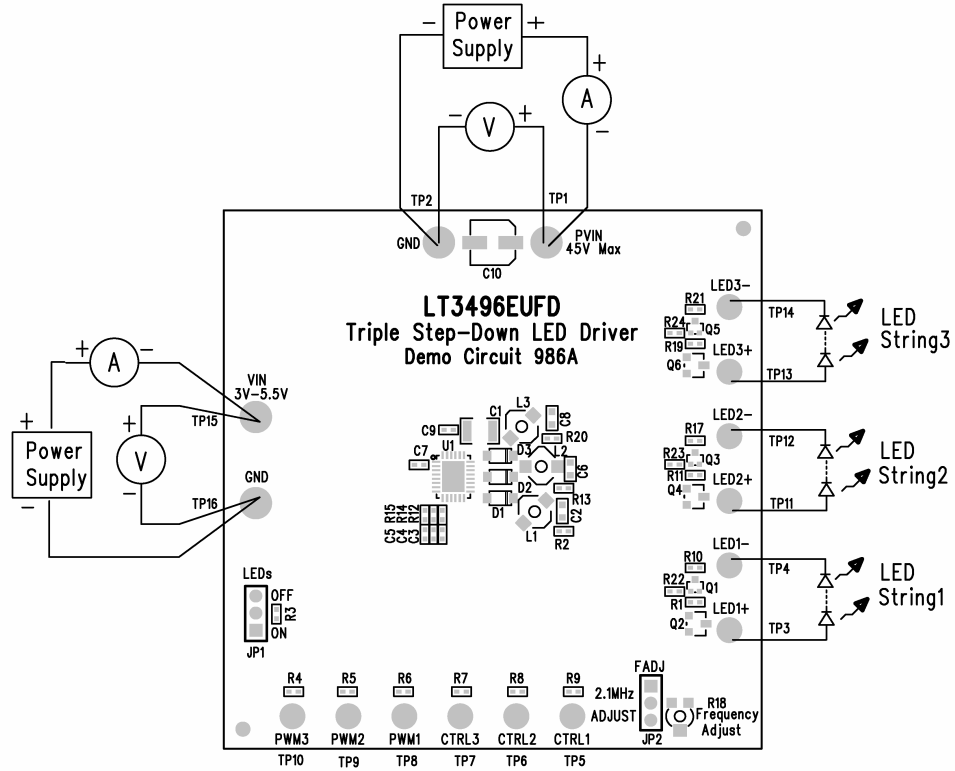 Power
Supply
−
+
+
A
−
−
V
+
TP2
TP1
GND
PVIN
45V Max
C10
LT3496EUFD
Triple Step-Down LED Driver
Demo Circuit 986A
LED3-
R21
TP14
R24
Q5
R19
LED3+
Q6
TP13
LED
String3
+
A
−
VIN
3V-5.5V
TP15
+
Power
Supply
−
+
V
−
GND
TP16
L3
C1
C8
C9
U1
R20
C7
D3
L2
C6
D2
R13
C2
D1
L1
R2
C5 R15
C4 R14
C3 R12
LED2-
R17
TP12
R23
Q3
R11
LED2+
Q4
TP11
LED
String2
LED1-
R10
TP4
R22
Q1
R1
LED1+
Q2
TP3
LED
String1
LEDs
OFF
R3
ON
JP1
R4
R5
R6
R7
R8
R9
FADJ
2.1MHz
ADJUST
JP2
R18
Frequency
Adjust
PWM3
PWM2
PWM1
CTRL3
CTRL2
CTRL1
TP10
TP9
TP8
TP7
TP6
TP5